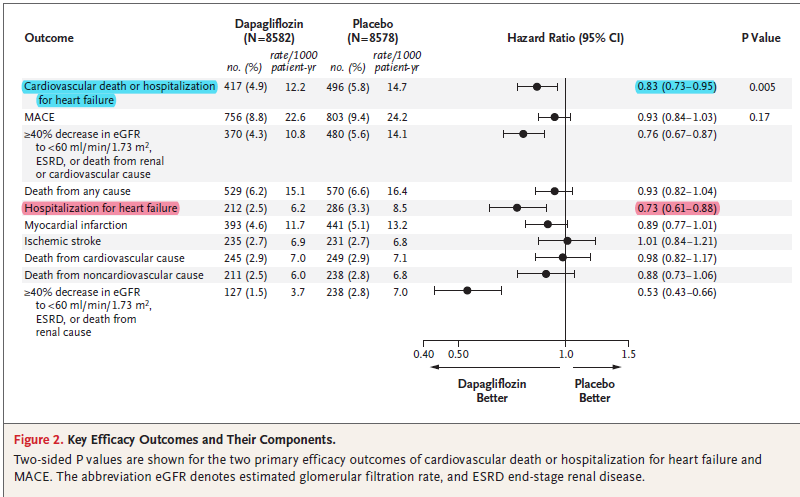 Outcome
Dapagliflozin
(N=8582)
Placebo
(N=8578)
Hazard Ratio (95% CI)
P Value
no. (%) rate/1000 patient-yr no. (%) rate/1000 patient-yr
Cardiovascular death or hospitalization for heart failure 417 (4.9) 12.2 496 (5.8) 14.7 0.83 (0.73–0.95) 0.005
MACE 756 (8.8) 22.6 803 (9.4) 24.2 0.93 (0.84–1.03) 0.17
≥40% decrease in eGFR 370 (4.3) 10.8 480 (5.6) 14.1 0.76 (0.67–0.87)
to <60 ml/min/1.73 m², 
ESRD, or death from renal
or cardiovascular cause
Death from any cause 529 (6.2) 15.1 570 (6.6) 16.4 0.93 (0.82–1.04)
Hospitalization for heart failure 212 (2.5) 6.2 286 (3.3) 8.5 0.73 (0.61–0.88)
Myocardial infarction 393 (4.6) 11.7 441 (5.1) 13.2 0.89 (0.77–1.01)
Ischemic stroke 235 (2.7) 6.9 231 (2.7) 6.8 1.01 (0.84–1.21)
Death from cardiovascular cause 245 (2.9) 7.0 249 (2.9) 7.1 0.98 (0.82–1.17)
Death from noncardiovascular cause 211 (2.5) 6.0 238 (2.8) 6.8 0.88 (0.73–1.06)
≥40% decrease in eGFR 127 (1.5) 3.7 238 (2.8) 7.0 0.53 (0.43–0.66)
to <60 ml/min/1.73 m²,
ESRD, or death from
renal cause
0.40 0.50 1.0 1.5
Dapagliflozin
Better
Placebo
Better
Figure 2. Key Efficacy Outcomes and Their Components.
Two-sided P values are shown for the two primary efficacy outcomes of cardiovascular death or hospitalization for heart failure and
MACE. The abbreviation eGFR denotes estimated glomerular filtration rate, and ESRD end-stage renal disease.